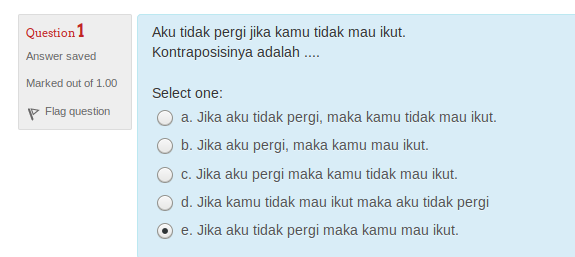 Question 1
Answer saved
Marked out of 1.00
Flag question
Aku tidak pergi jika kamu tidak mau ikut.
Kontraposisinya adalah ....
Select one:
a. Jika aku tidak pergi, maka kamu tidak mau ikut.
b. Jika aku pergi, maka kamu mau ikut.
c. Jika aku pergi maka kamu tidak mau ikut.
d. Jika kamu tidak mau ikut maka aku tidak pergi
e. Jika aku tidak pergi maka kamu mau ikut.